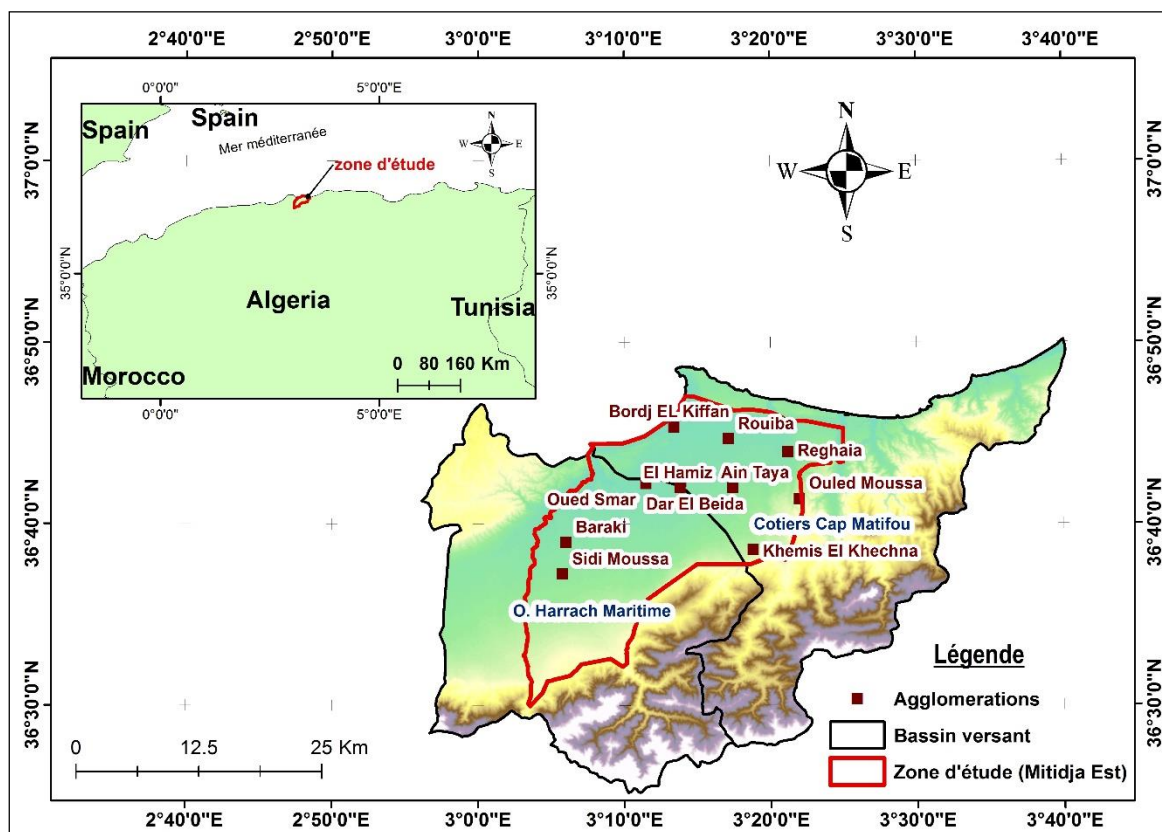 2°40'0"E 2°50'0"E 3°0'0"E 3°10'0"E 3°20'0"E 3°30'0"E 3°40'0"E
0°0'0" 5°0'0"E
Spain
Spain
Mer méditerranée
N
W E
S
zone d'étude
35°0'0"N
35°0'0"N
Algeria
Tunisia
Morocco
0 80 160 Km
0°0'0" 5°0'0"E
N
W E
S
37°0'0"N
37°0'0"N
36°50'0"N
36°50'0"N
36°40'0"N
36°40'0"N
36°30'0"N
36°30'0"N
Bordj EL Kiffan
Rouiba
Reghaia
El Hamiz
Ain Taya
Ouled Moussa
Oued Smar
Dar El Beida
Baraki
Cotiers Cap Matifou
Sidi Moussa
Khemis El Khechna
O. Harrach Maritime
Légende
Agglomerations
Bassin versant
Zone d'étude (Mitidja Est)
0 12.5 25 Km
2°40'0"E 2°50'0"E 3°0'0"E 3°10'0"E 3°20'0"E 3°30'0"E 3°40'0"E